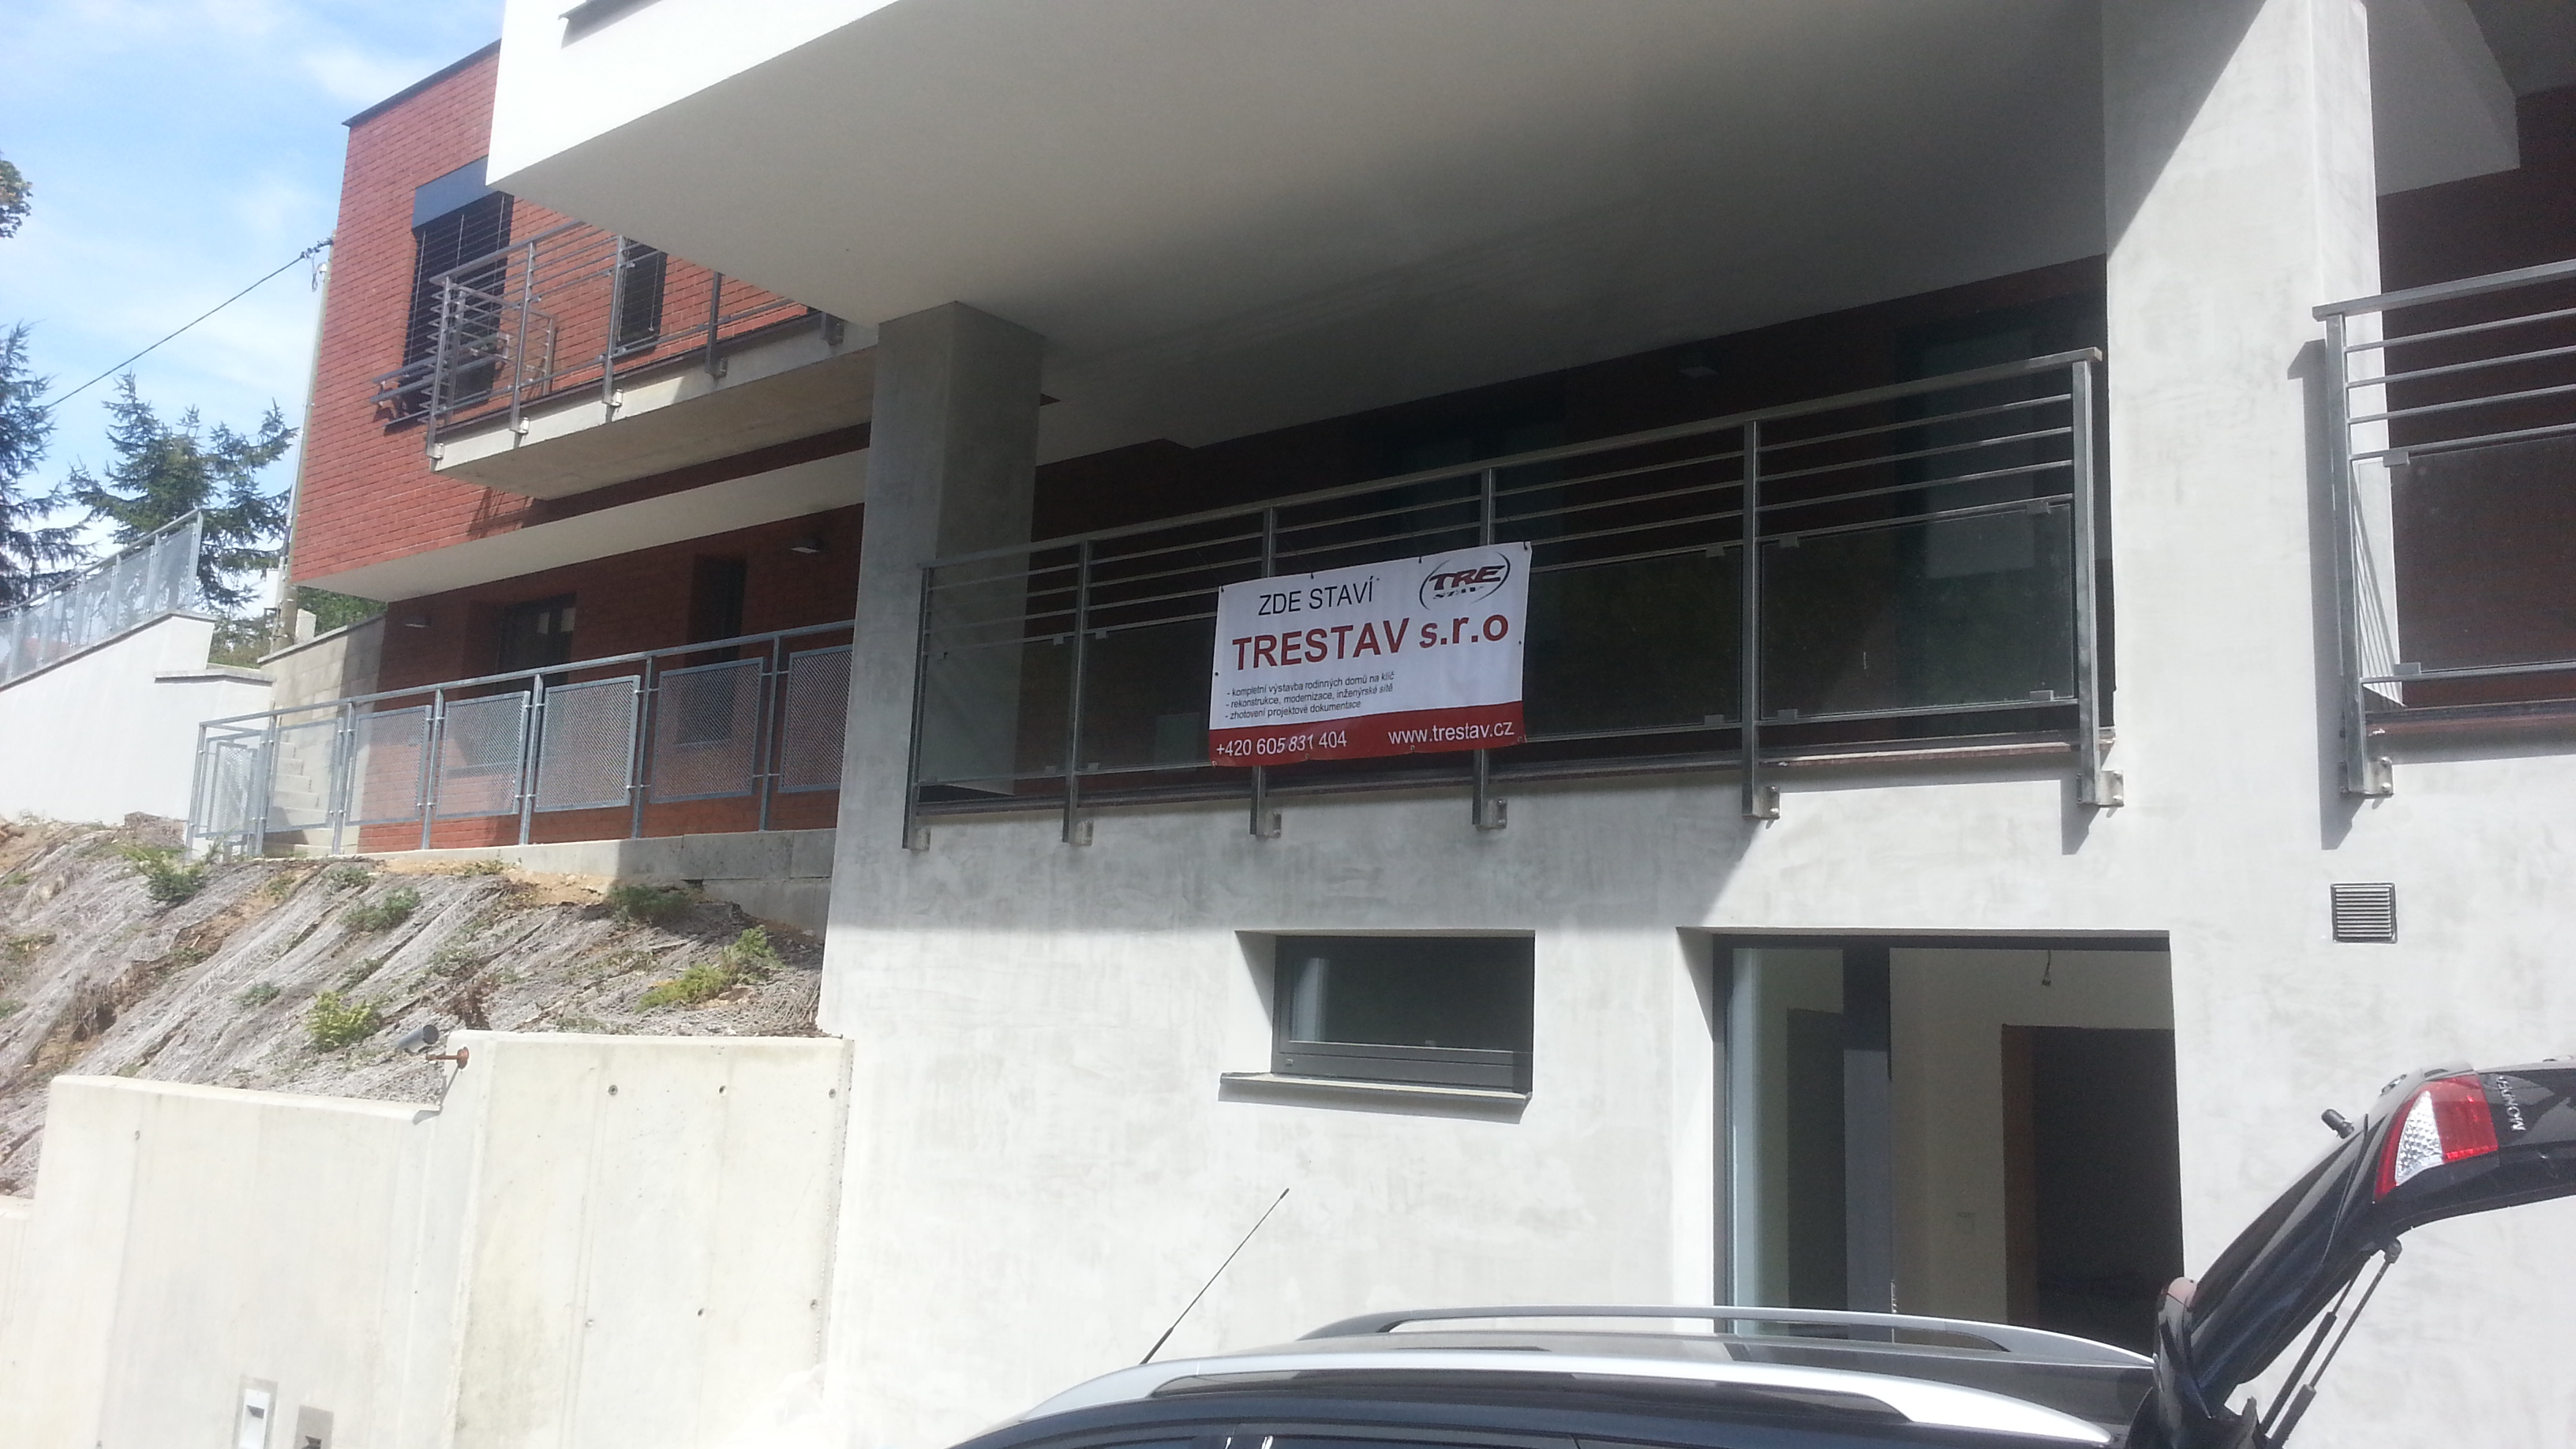 ZDE STAVÍ
TRE
TRESTAV s.r.o
- kompletní výstavba rodinných domů na klíč
- rekonstrukce, modernizace, inženýrské sítě
- zhotovení projektové dokumentace
+420 605 831 404 www.trestav.cz
MONDEO